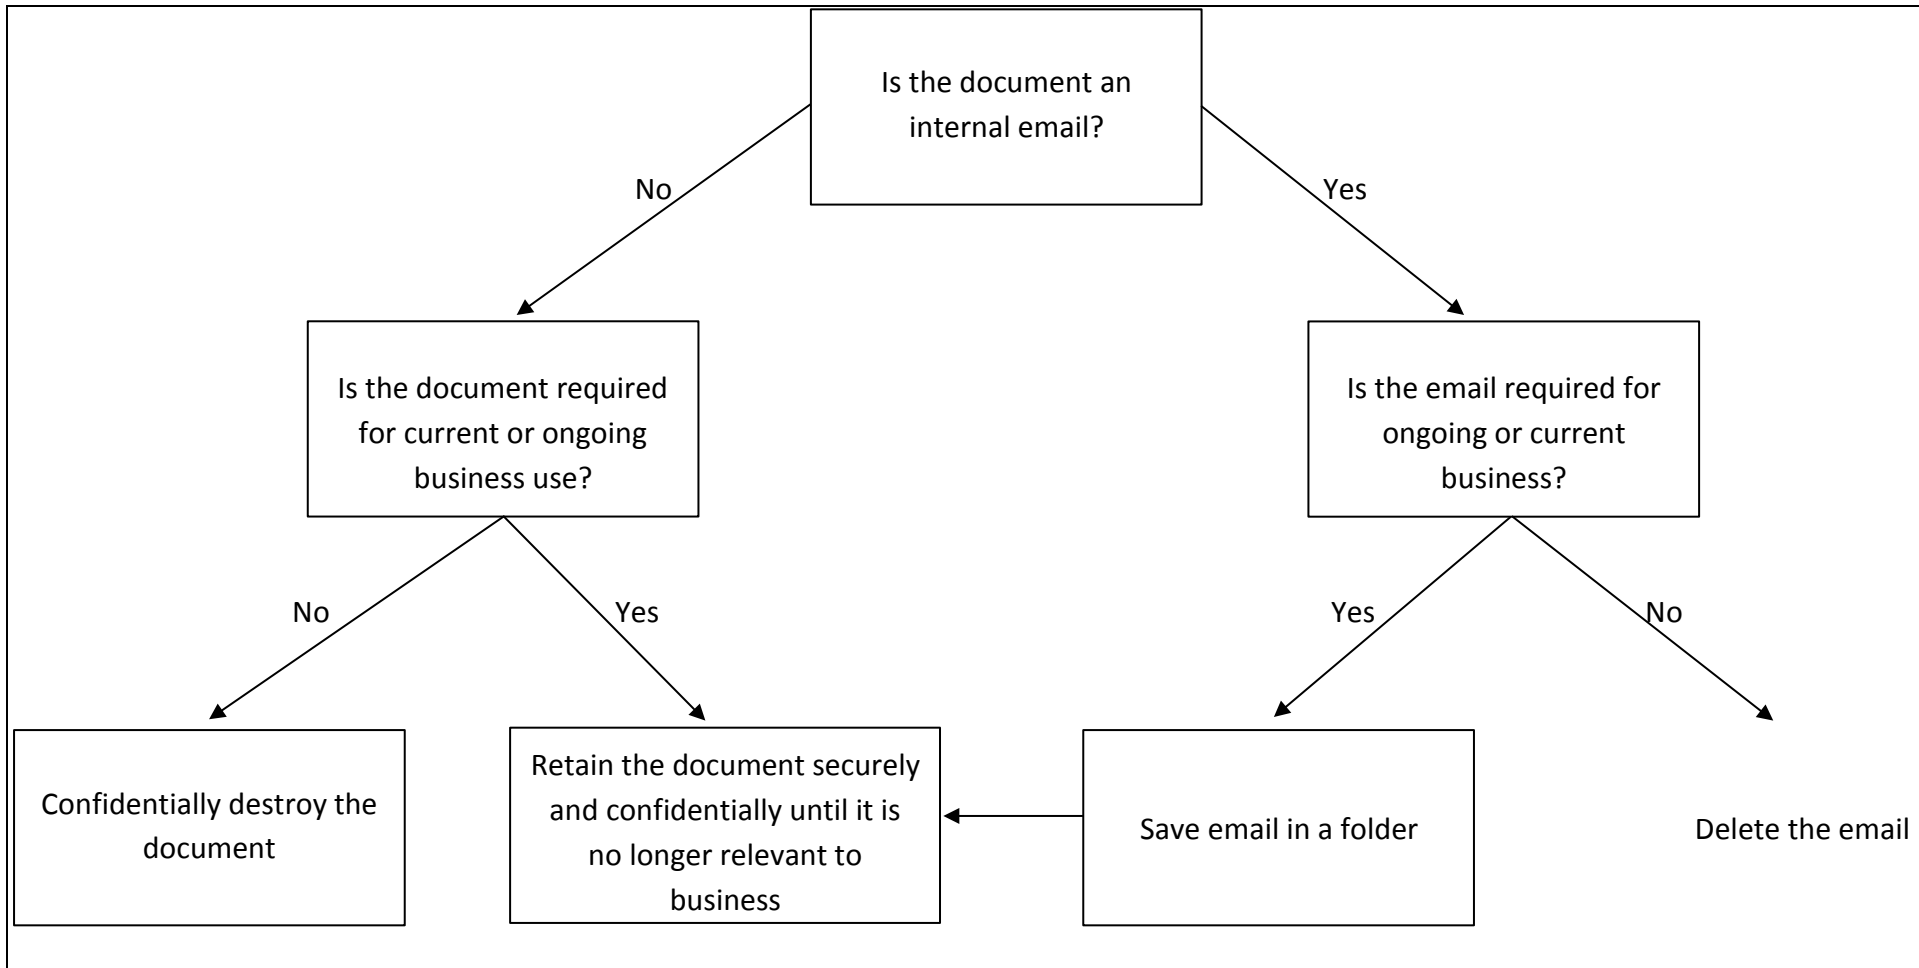 Is the document an
internal email?
No
Yes
Is the document required
for current or ongoing
business use?
Is the email required for
ongoing or current
business?
No
Yes
Yes
No
Confidentially destroy the
document
Retain the document securely
and confidentially until it is
no longer relevant to
business
Save email in a folder
Delete the email